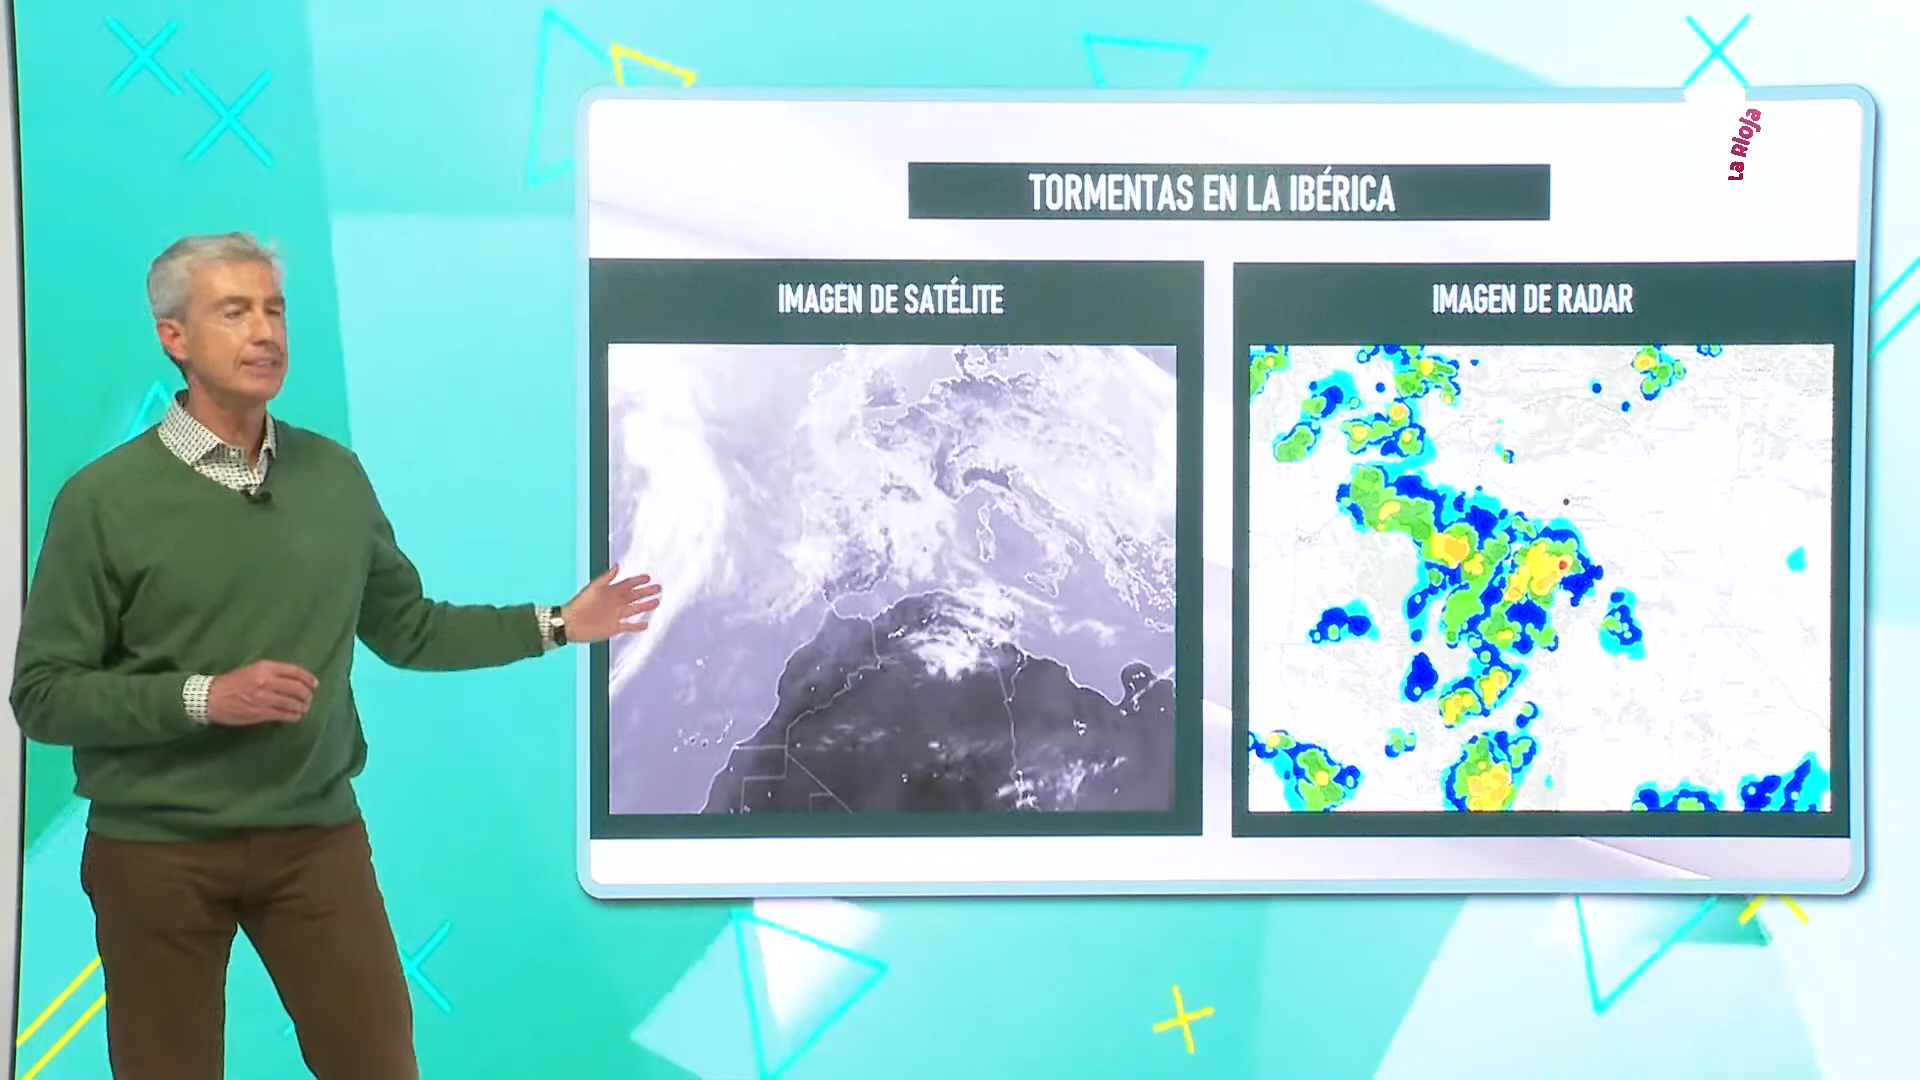 La Rioja
TORMENTAS EN LA IBÉRICA
IMAGEN DE SATÉLITE
IMAGEN DE RADAR